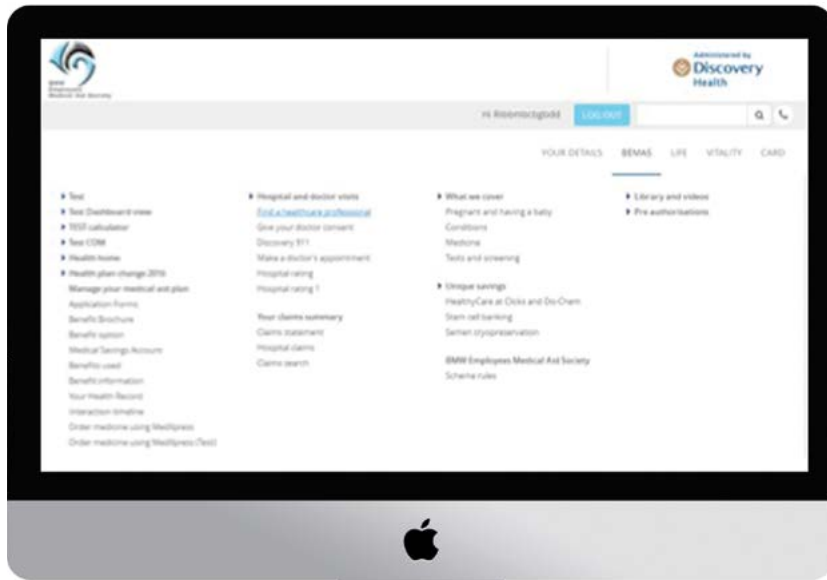 BMW
Employees
Medical Aid Society
Administered by
Discovery
Health
Hi
LOG OUT
YOUR DETAILS BEMAS LIFE VITALITY CARD
Test
Test Dashboard view
TEST calculator
Test COM
Health home
Health plan change 2016
Manage your medical aid plan
Application Forms
Benefit Brochure
Benefit option
Medical Savings Account
Benefits used
Benefit information
Your Health Record
Interaction timeline
Order medicine using MedXpress
Order medicine using MedXpress (Test)
Hospital and doctor visits
Find a healthcare professional
Give your doctor consent
Discovery 911
Make a doctor's appointment
Hospital rating
Hospital rating 1
Your claims summary
Claims statement
Hospital claims
Claims search
What we cover
Pregnant and having a baby
Conditions
Medicine
Tests and screening
Unique savings
HealthyCare at Clicks and Dis-Chem
Stem cell banking
Semen cryopreservation
BMW Employees Medical Aid Society
Scheme rules
Library and videos
Pre authorisations